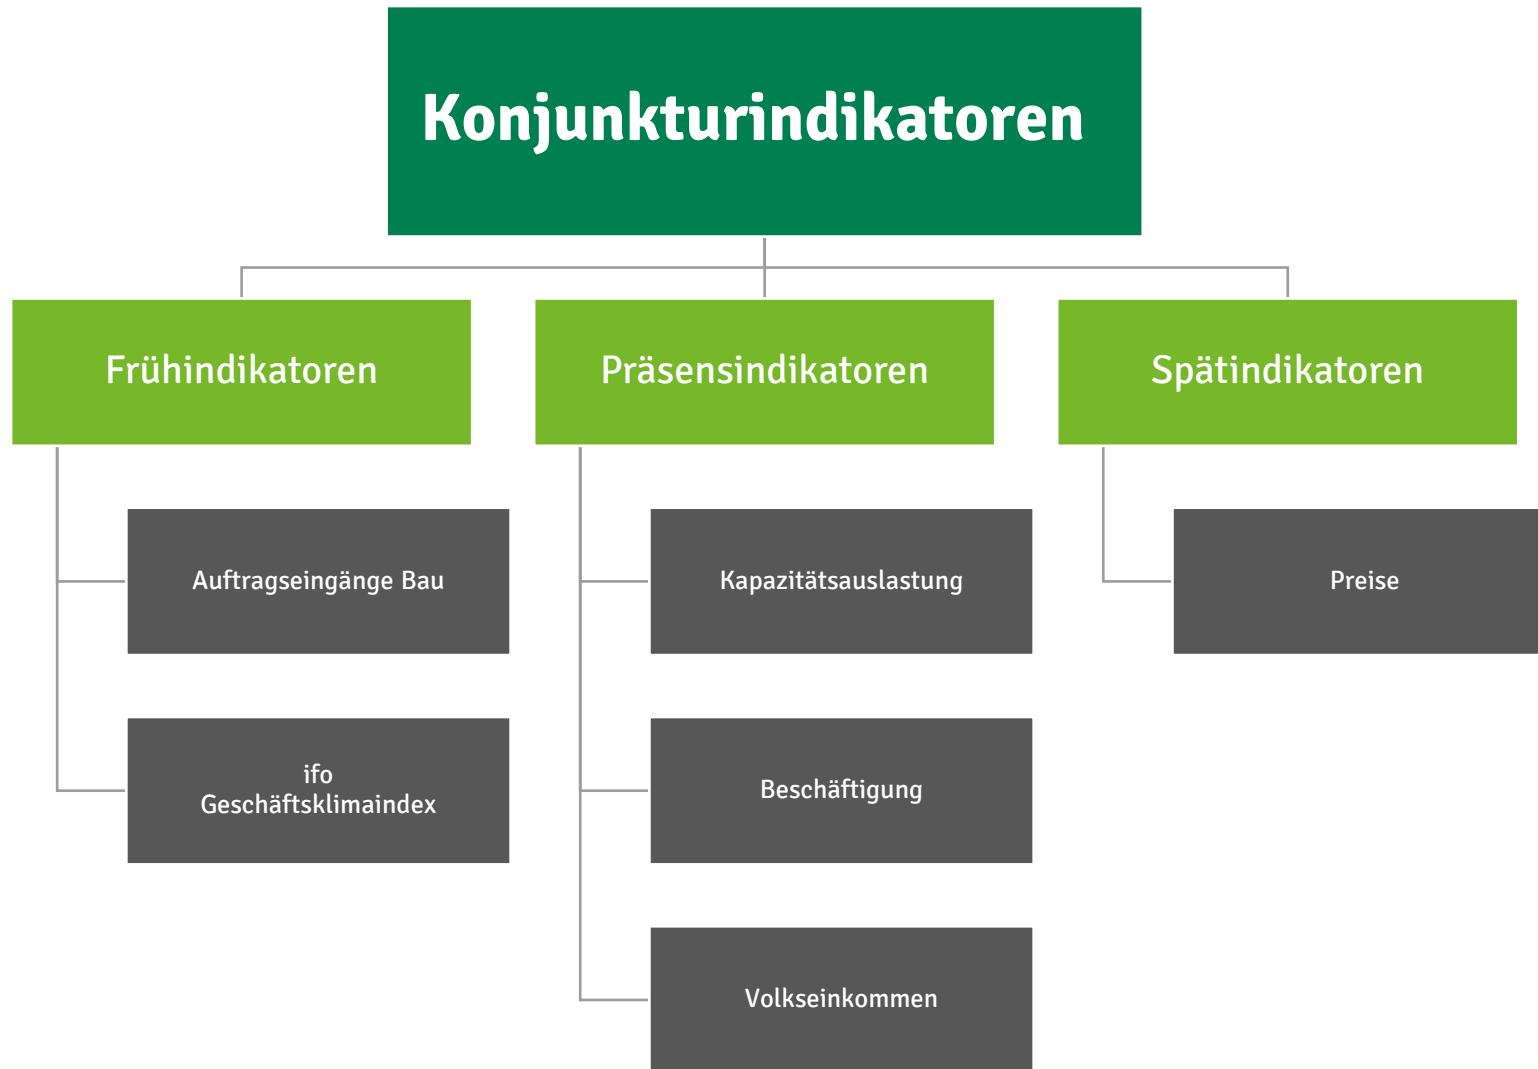 Konjunkturindikatoren
Frühindikatoren
Präsensindikatoren
Spätindikatoren
Auftragseingänge Bau
Kapazitätsauslastung
Preise
ifo
Geschäftsklimaindex
Beschäftigung
Volkseinkommen